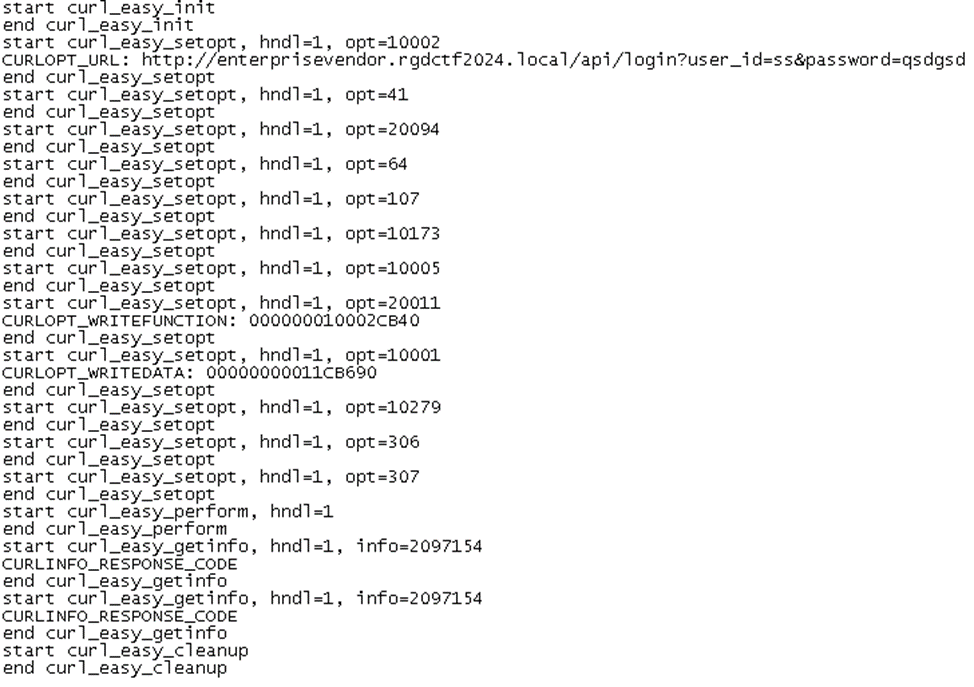 start curl_easy_init
end curl_easy_init
start curl_easy_setopt, hndl=1, opt=10002
CURLOPT_URL: http://enterprisevendor.rgdctf2024.local/api/login?user_id=ss&password=qsdgsd
end curl_easy_setopt
start curl_easy_setopt, hndl=1, opt=41
end curl_easy_setopt
start curl_easy_setopt, hndl=1, opt=20094
end curl_easy_setopt
start curl_easy_setopt, hndl=1, opt=64
end curl_easy_setopt
start curl_easy_setopt, hndl=1, opt=107
end curl_easy_setopt
start curl_easy_setopt, hndl=1, opt=10173
end curl_easy_setopt
start curl_easy_setopt, hndl=1, opt=10005
end curl_easy_setopt
start curl_easy_setopt, hndl=1, opt=20011
CURLOPT_WRITEFUNCTION: 000000010002CB40
end curl_easy_setopt
start curl_easy_setopt, hndl=1, opt=10001
CURLOPT_WRITEDATA: 00000000011CB690
end curl_easy_setopt
start curl_easy_setopt, hndl=1, opt=10279
end curl_easy_setopt
start curl_easy_setopt, hndl=1, opt=306
end curl_easy_setopt
start curl_easy_setopt, hndl=1, opt=307
end curl_easy_setopt
start curl_easy_perform, hndl=1
end curl_easy_perform
start curl_easy_getinfo, hndl=1, info=2097154
CURLINFO_RESPONSE_CODE
end curl_easy_getinfo
start curl_easy_getinfo, hndl=1, info=2097154
CURLINFO_RESPONSE_CODE
end curl_easy_getinfo
start curl_easy_cleanup
end curl_easy_cleanup